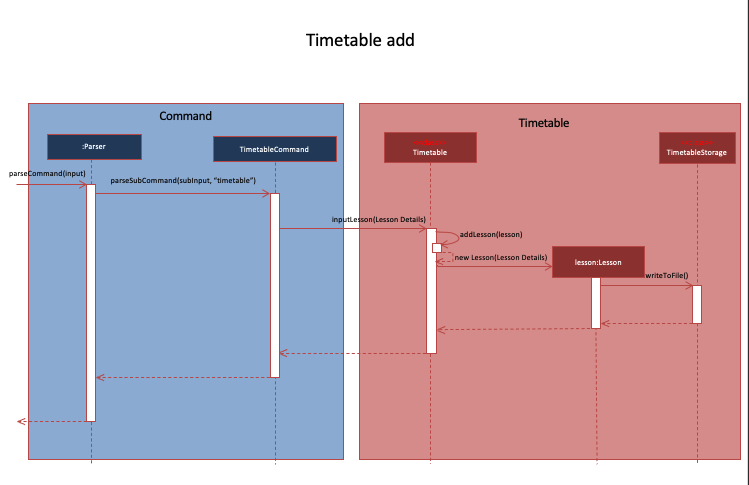 Timetable add
Command
Timetable
:Parser
TimetableCommand
Timetable
TimetableStorage
parseCommand(input)
parseSubCommand(subInput, “timetable”)
inputLesson(Lesson Details)
addLesson(lesson)
new Lesson(Lesson Details)
lesson:Lesson
writeToFile()